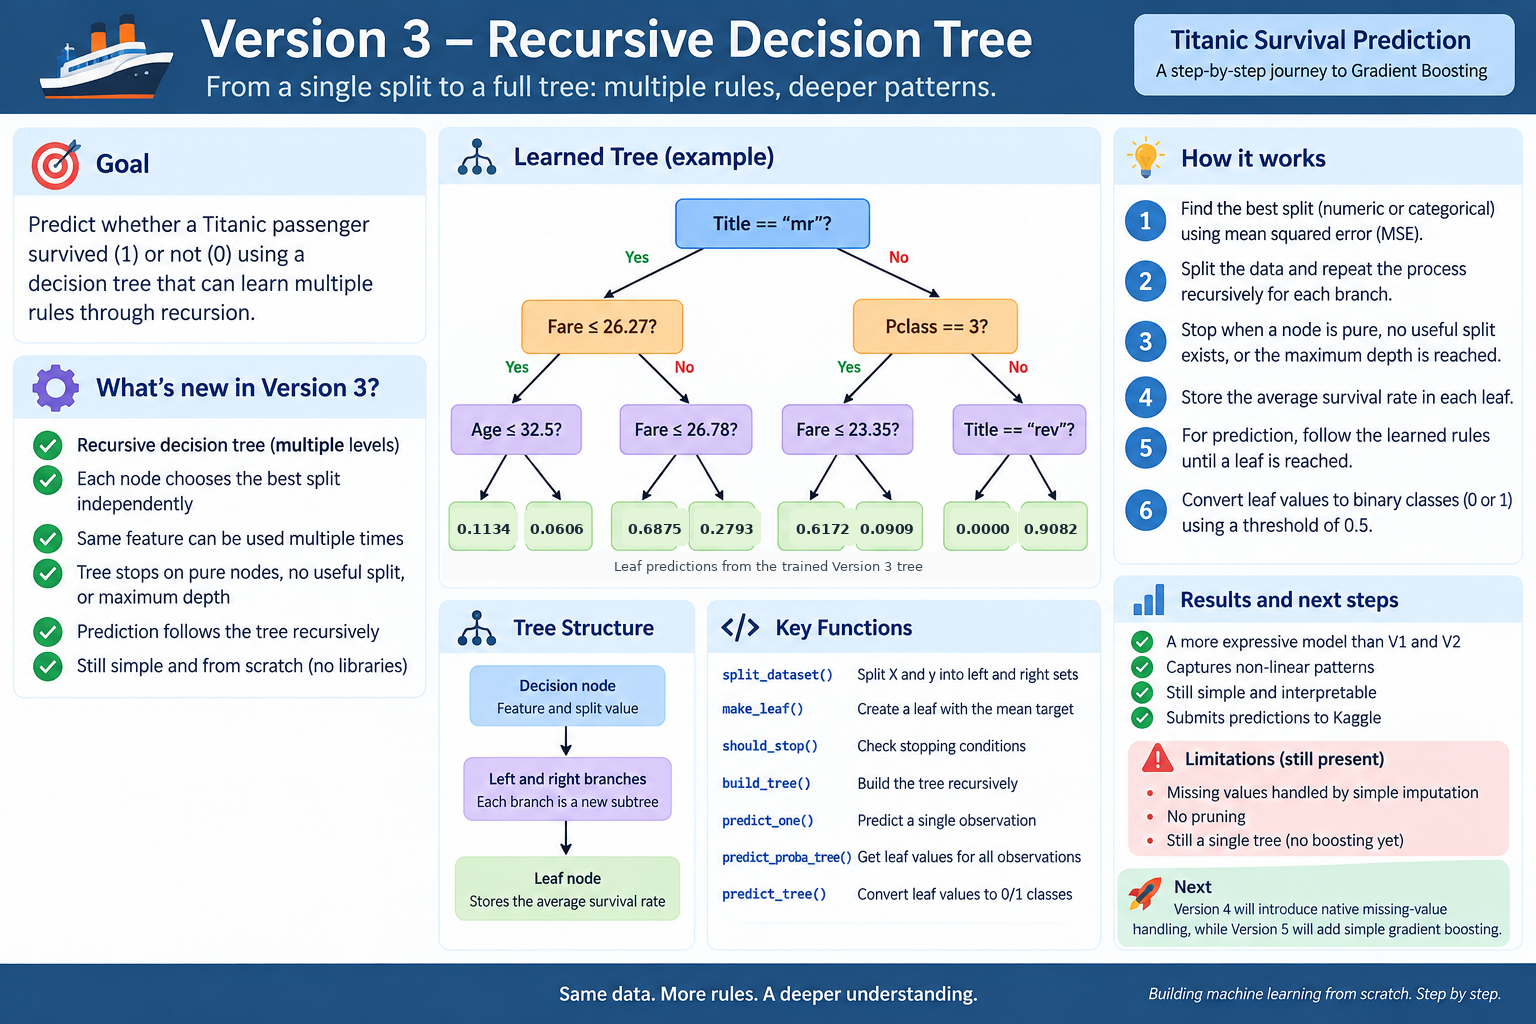 Version 3 – Recursive Decision Tree
From a single split to a full tree: multiple rules, deeper patterns.
Titanic Survival Prediction
A step-by-step journey to Gradient Boosting
Goal
Predict whether a Titanic passenger
survived (1) or not (0) using a
decision tree that can learn multiple
rules through recursion.
What's new in Version 3?
Recursive decision tree (multiple levels)
Each node chooses the best split
independently
Same feature can be used multiple times
Tree stops on pure nodes, no useful split,
or maximum depth
Prediction follows the tree recursively
Still simple and from scratch (no libraries)
Learned Tree (example)
Title == “mr”?
Yes
No
Fare ≤ 26.27?
Pclass == 3?
Yes
No
Yes
No
Age ≤ 32.5?
Fare ≤ 26.78?
Fare ≤ 23.35?
Title == “rev”?
0.1134
0.0606
0.6875
0.2793
0.6172
0.0909
0.0000
0.9082
Leaf predictions from the trained Version 3 tree
Tree Structure
Decision node
Feature and split value
Left and right branches
Each branch is a new subtree
Leaf node
Stores the average survival rate
</> Key Functions
split_dataset() Split X and y into left and right sets
make_leaf() Create a leaf with the mean target
should_stop() Check stopping conditions
build_tree() Build the tree recursively
predict_one() Predict a single observation
predict_proba_tree() Get leaf values for all observations
predict_tree() Convert leaf values to 0/1 classes
How it works
1 Find the best split (numeric or categorical)
using mean squared error (MSE).
2 Split the data and repeat the process
recursively for each branch.
3 Stop when a node is pure, no useful split
exists, or the maximum depth is reached.
4 Store the average survival rate in each leaf.
5 For prediction, follow the learned rules
until a leaf is reached.
6 Convert leaf values to binary classes (0 or 1)
using a threshold of 0.5.
Results and next steps
A more expressive model than V1 and V2
Captures non-linear patterns
Still simple and interpretable
Submits predictions to Kaggle
Limitations (still present)
• Missing values handled by simple imputation
• No pruning
• Still a single tree (no boosting yet)
Next
Version 4 will introduce native missing-value
handling, while Version 5 will add simple gradient boosting.
Same data. More rules. A deeper understanding.
Building machine learning from scratch. Step by step.